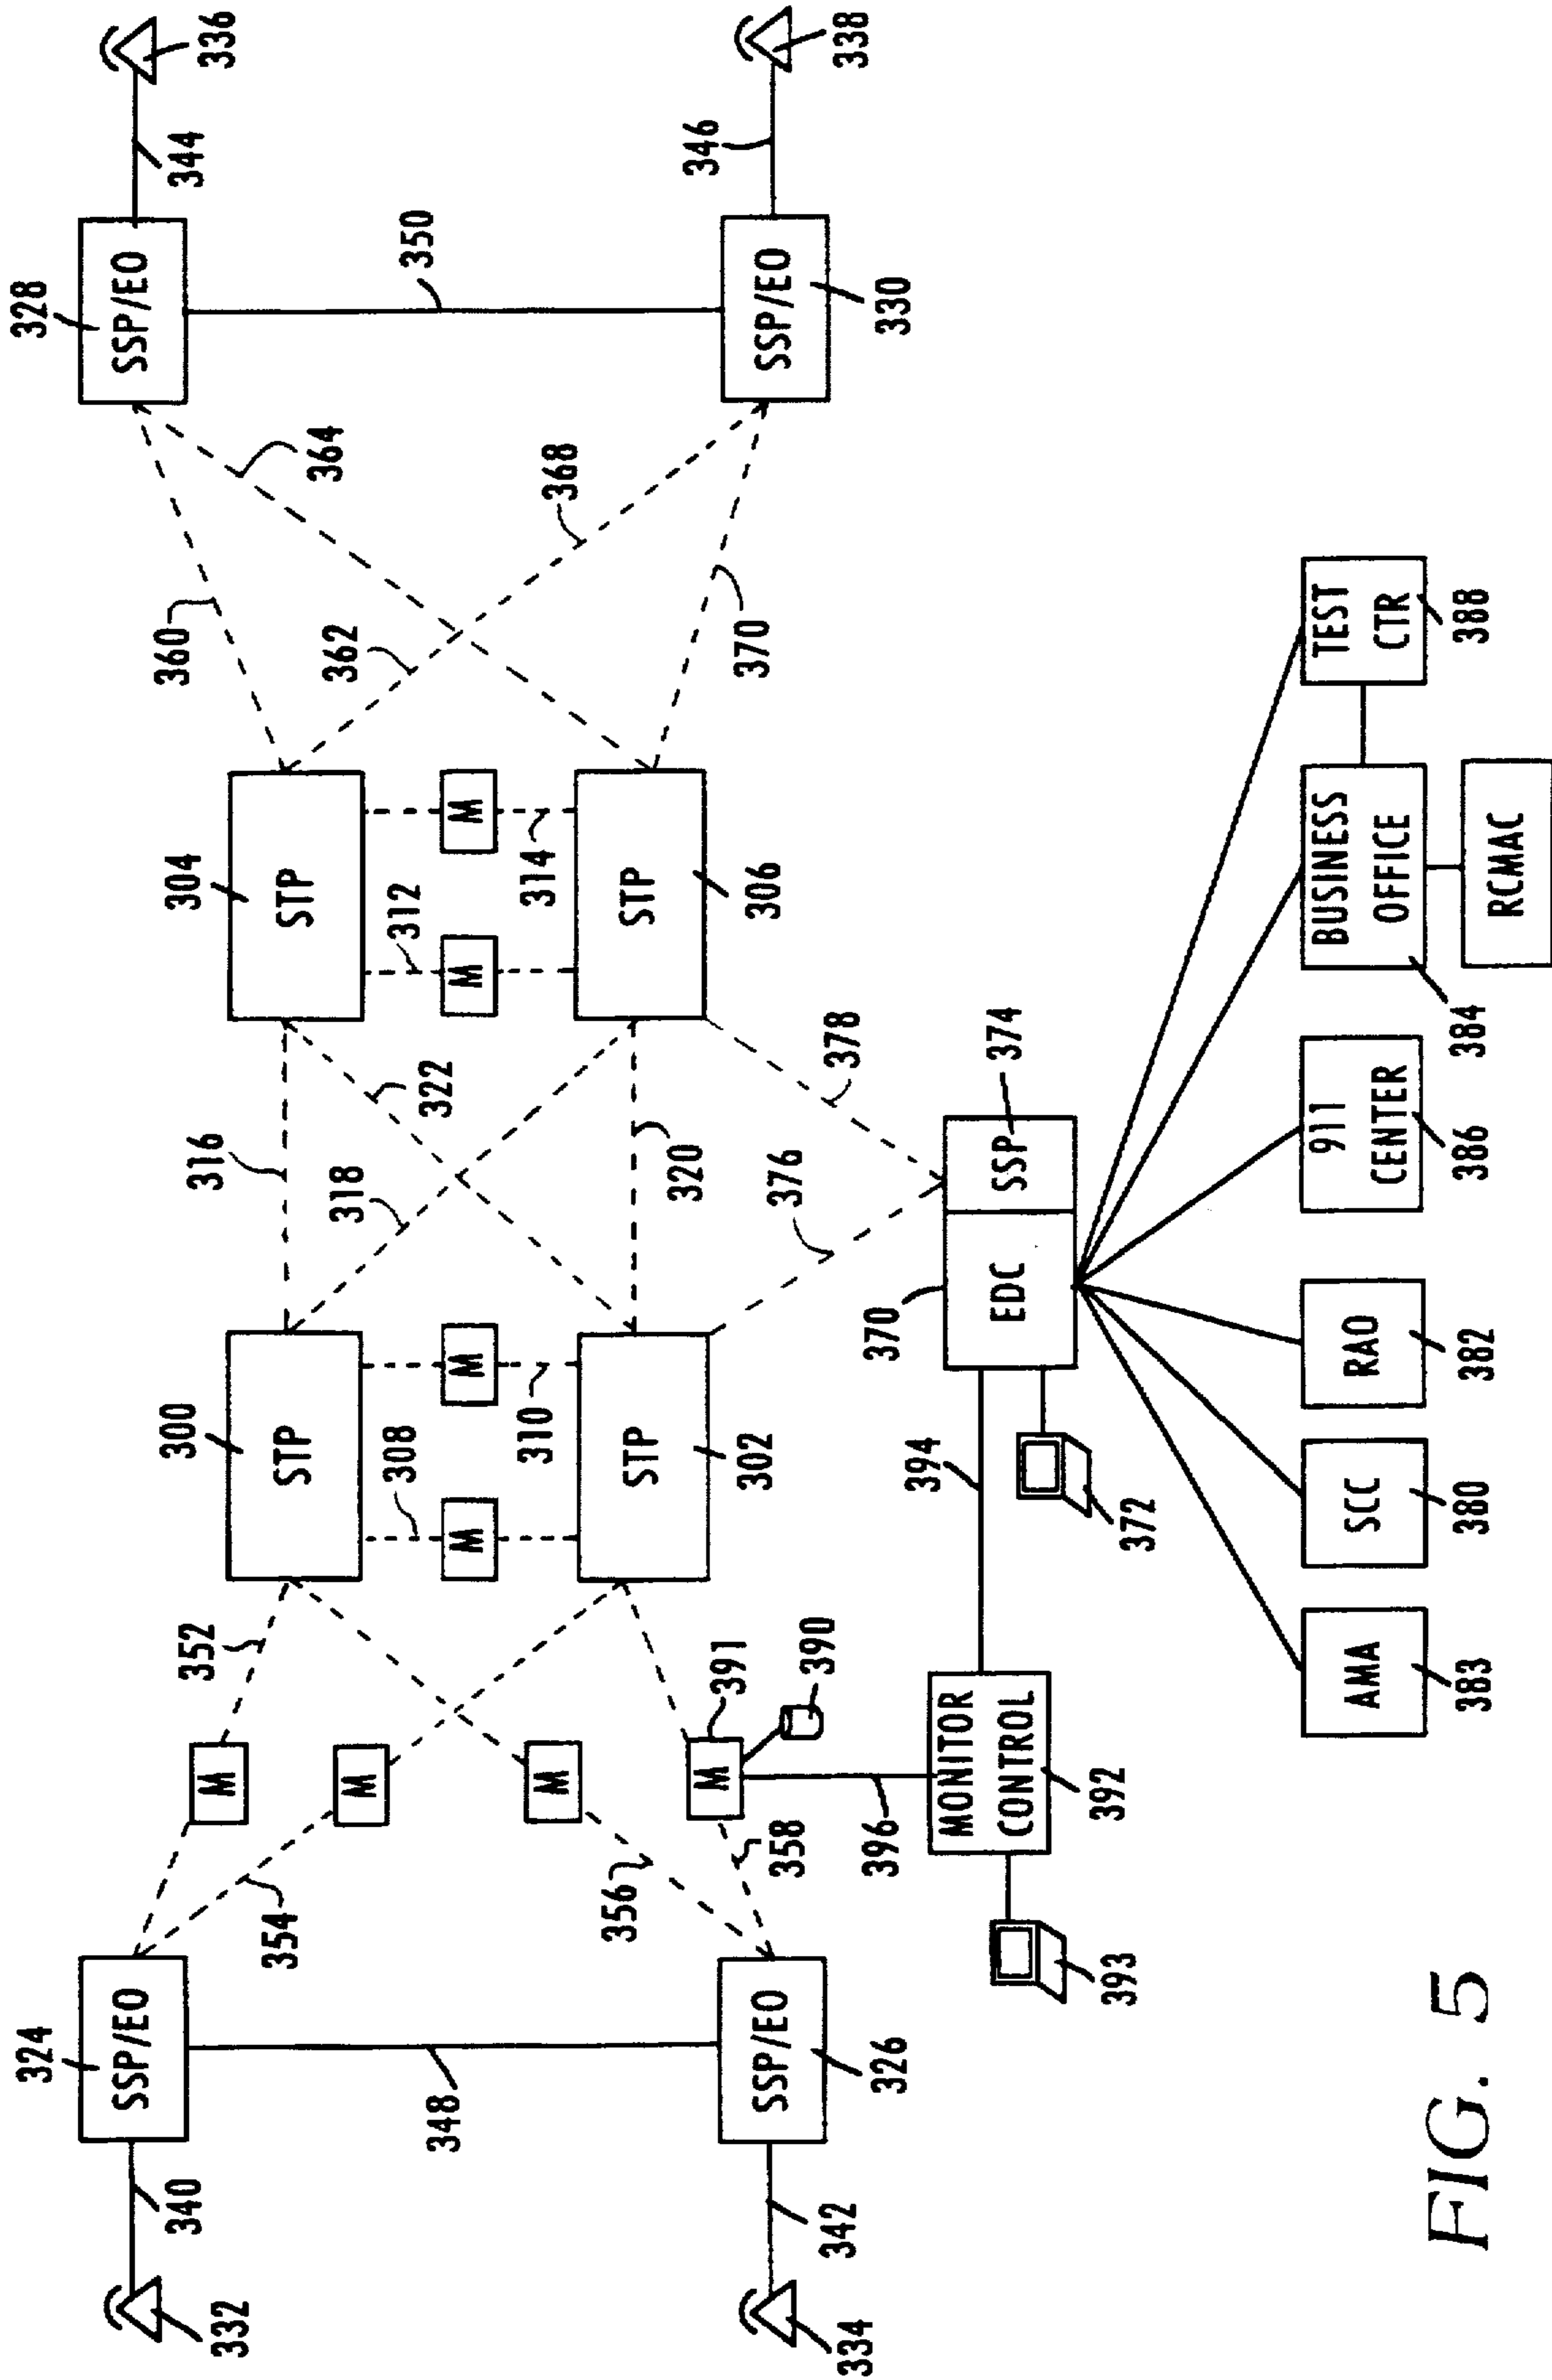 324
SSP/EO
328
SSP/EO
332
340
344
336
352
300
STP
316
304
STP
360
M
354
M
308
M
M
318
322
312
M
M
362
364
348
310
314
350
356
M
368
334
342
SSP/EO
326
358
M
391
390
STP
302
320
STP
306
370
SSP/EO
330
346
338
396
376
378
393
MONITOR
CONTROL
392
394
372
370
EDC
SSP
374
AMA
383
SCC
380
RAO
382
911
CENTER
386
BUSINESS
OFFICE
384
TEST
CTR
388
RCMAC
FIG. 5